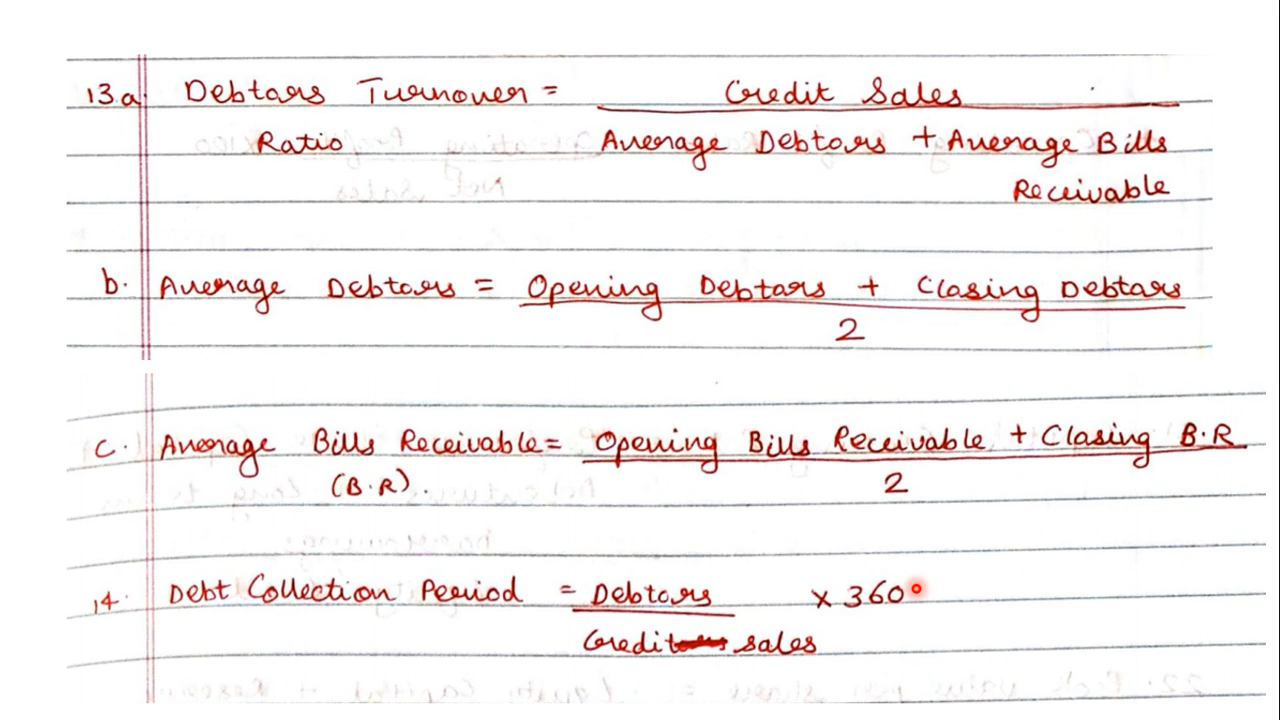 13.a Debtors Turnover = Credit Sales
Ratio Average Debtors + Average Bills
Receivable
b. Average Debtors = Opening Debtors + Closing Debtors
2
c. Average Bills Receivable = Opening Bills Receivable + Closing B.R
(B.R) 2
14. Debt Collection Period = Debtors x 360
Credit sales